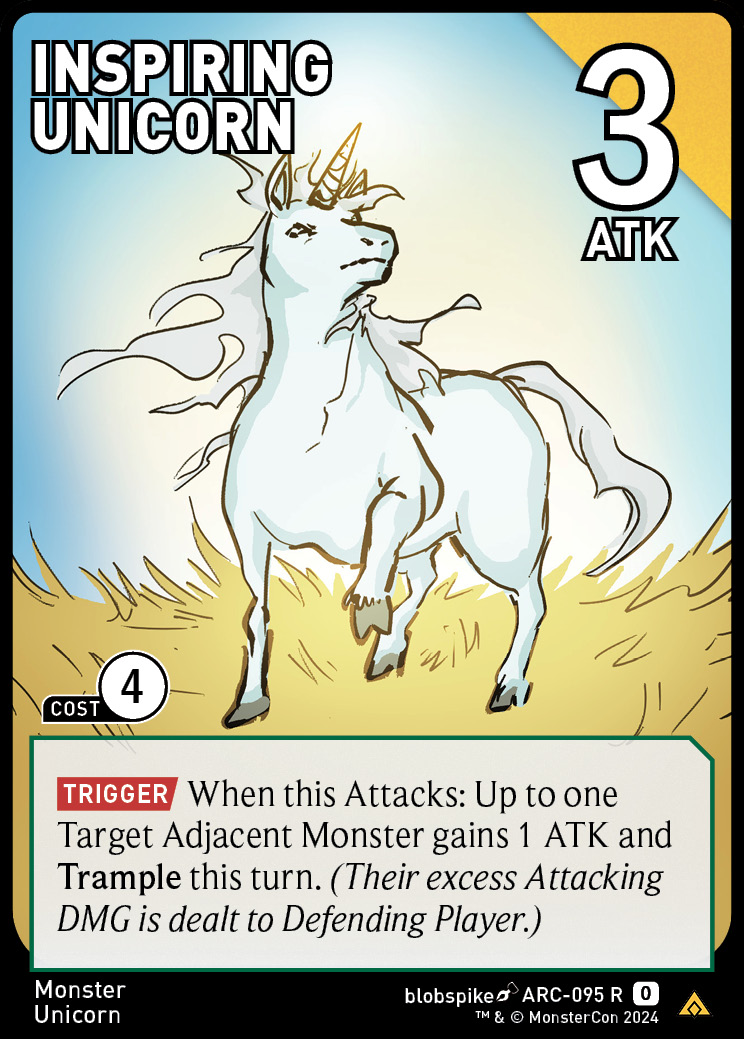 INSPIRING
UNICORN
3
ATK
COST 4
TRIGGER When this Attacks: Up to one
Target Adjacent Monster gains 1 ATK and
Trample this turn. (Their excess Attacking
DMG is dealt to Defending Player.)
Monster
Unicorn
blobspike ARC-095 R 0
™ & © MonsterCon 2024